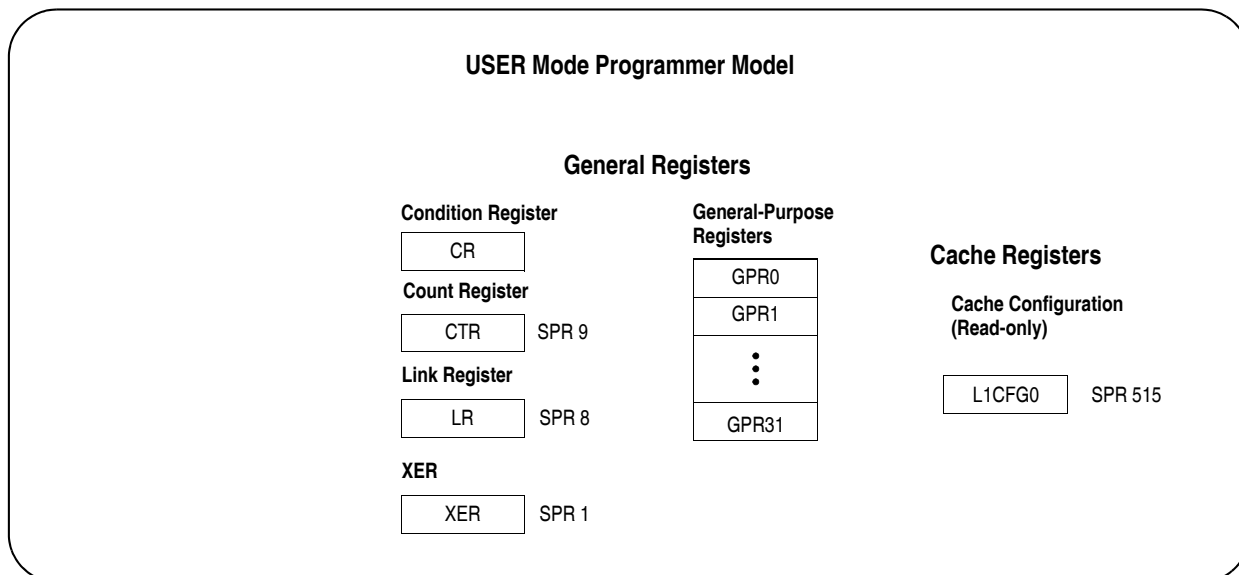 USER Mode Programmer Model
General Registers
Condition Register
CR
Count Register
CTR SPR 9
Link Register
LR SPR 8
XER
XER SPR 1
General-Purpose
Registers
GPR0
GPR1
GPR31
Cache Registers
Cache Configuration
(Read-only)
L1CFG0 SPR 515